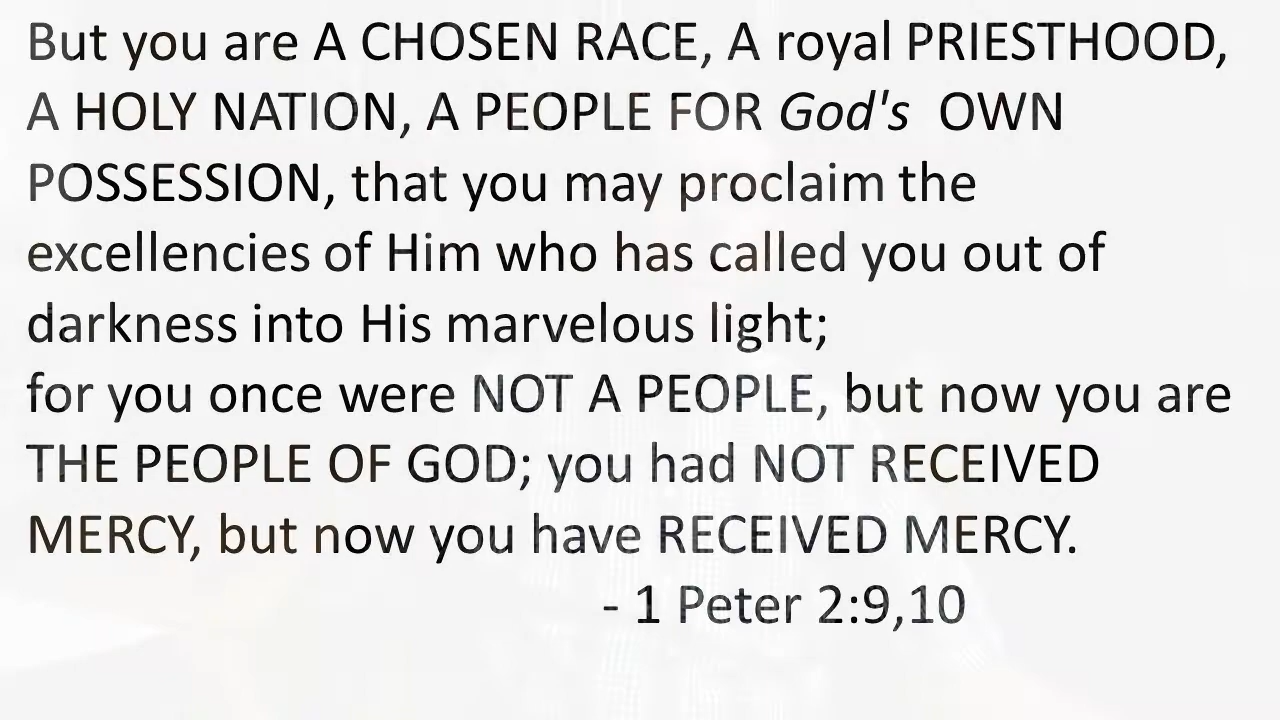 But you are A CHOSEN RACE, A royal PRIESTHOOD,
A HOLY NATION, A PEOPLE FOR God's OWN
POSSESSION, that you may proclaim the
excellencies of Him who has called you out of
darkness into His marvelous light;
for you once were NOT A PEOPLE, but now you are
THE PEOPLE OF GOD; you had NOT RECEIVED
MERCY, but now you have RECEIVED MERCY.
- 1 Peter 2:9,10